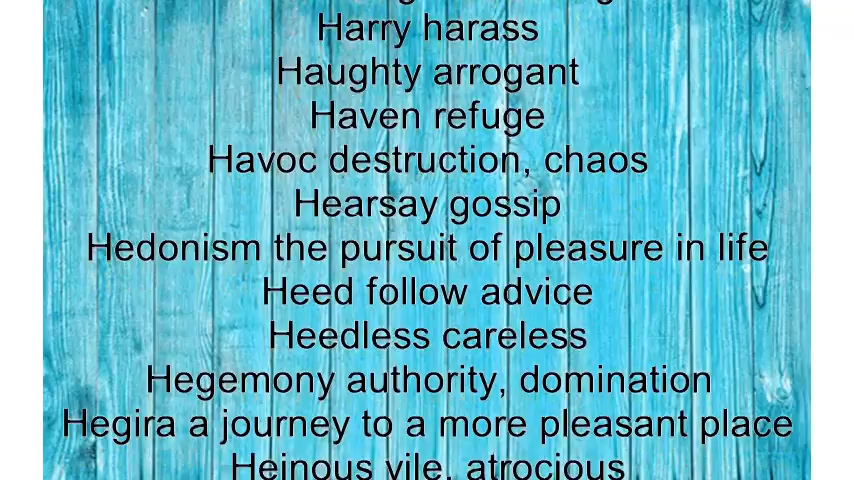 Harry harass
Haughty arrogant
Haven refuge
Havoc destruction, chaos
Hearsay gossip
Hedonism the pursuit of pleasure in life
Heed follow advice
Heedless careless
Hegemony authority, domination
Hegira a journey to a more pleasant place
Heinous vile, atrocious